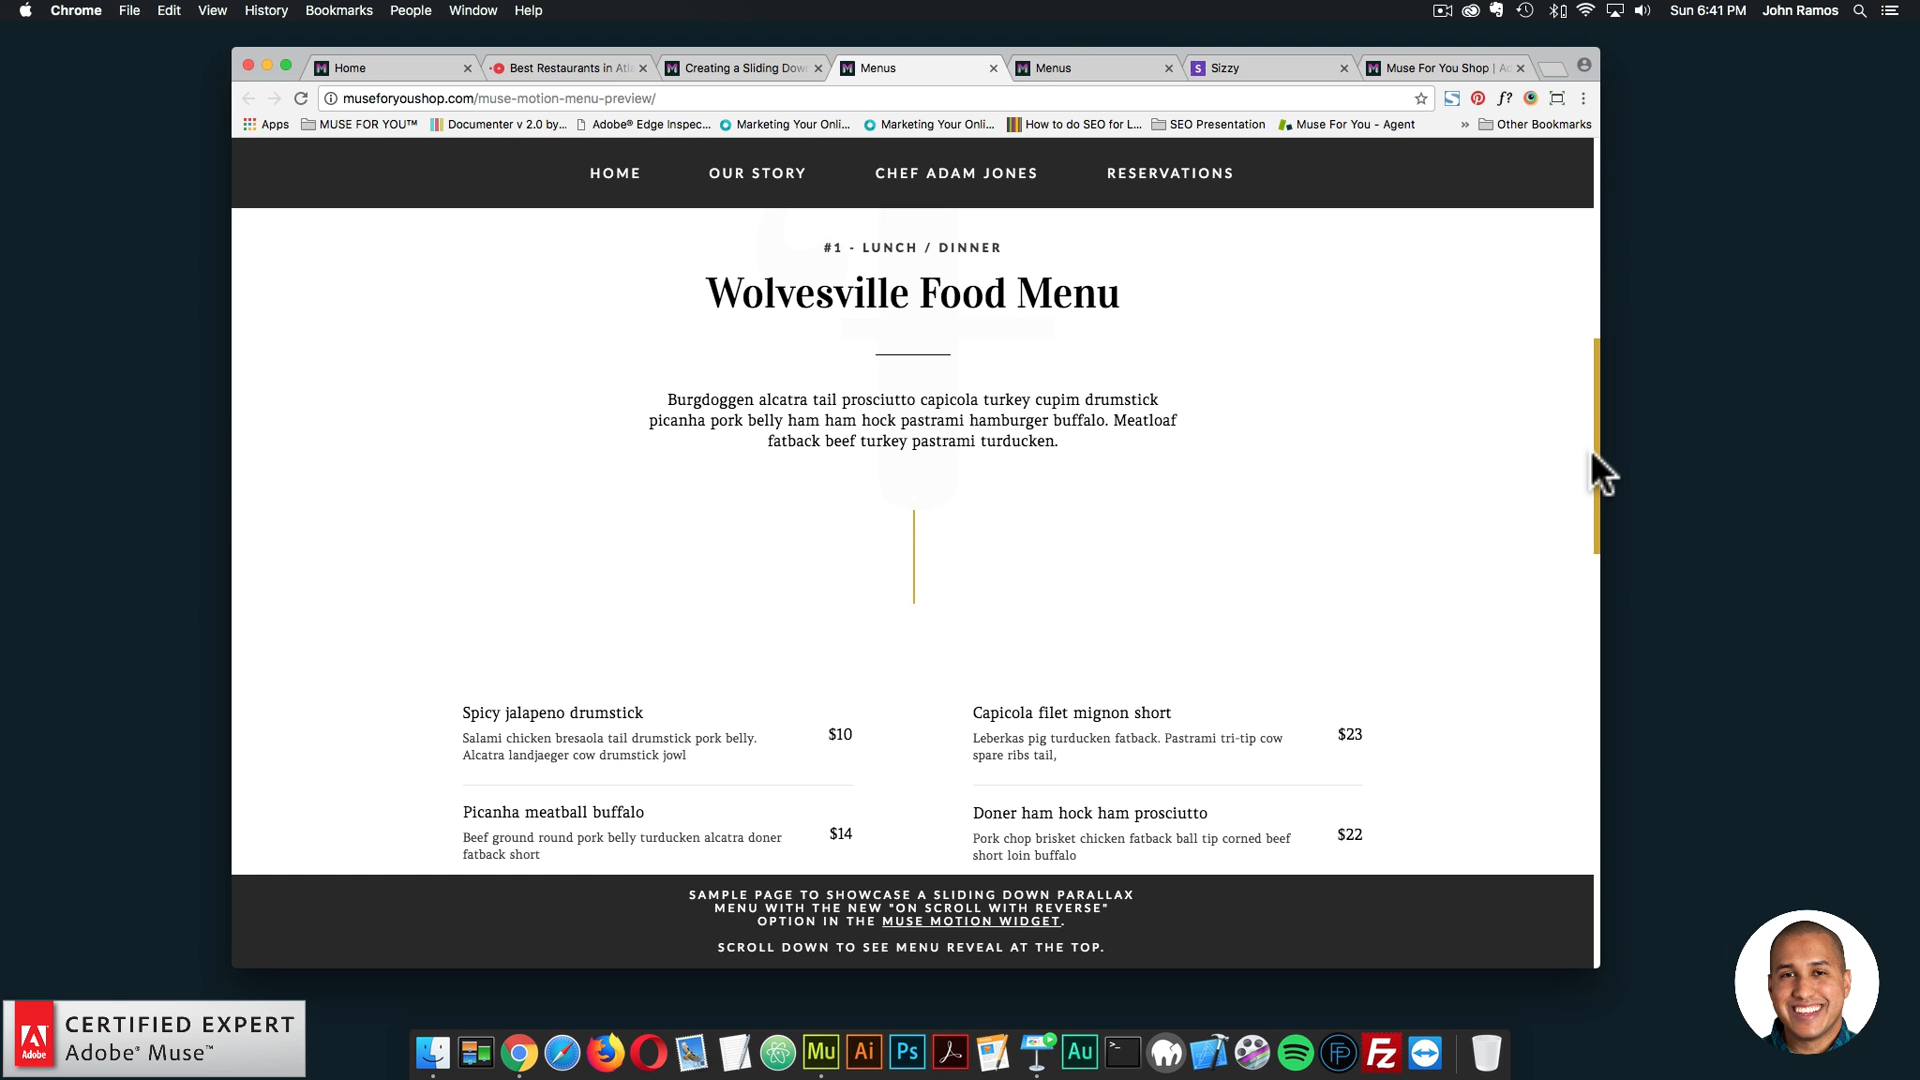 Chrome File Edit View History Bookmarks People Window Help Sun 6:41 PM John Ramos
Home Best Restaurants in Atla Creating a Sliding Dow Menus Menus Sizzy Muse For You Shop | Ad
museforyoushop.com/muse-motion-menu-preview/ f?
Apps MUSE FOR YOU™ Documenter v 2.0 by... Adobe® Edge Inspec... Marketing Your Onli... Marketing Your Onli... How to do SEO for L... SEO Presentation Muse For You - Agent » Other Bookmarks
HOME OUR STORY CHEF ADAM JONES RESERVATIONS
#1 - LUNCH / DINNER
Wolvesville Food Menu
Burgdoggen alcatra tail prosciutto capicola turkey cupim drumstick
picanha pork belly ham ham hock pastrami hamburger buffalo. Meatloaf
fatback beef turkey pastrami turducken.
Spicy jalapeno drumstick
Salami chicken bresaola tail drumstick pork belly.
Alcatra landjaeger cow drumstick jowl
$10
Capicola filet mignon short
Leberkas pig turducken fatback. Pastrami tri-tip cow
spare ribs tail,
$23
Picanha meatball buffalo
Beef ground round pork belly turducken alcatra doner
fatback short
$14
Doner ham hock ham prosciutto
Pork chop brisket chicken fatback ball tip corned beef
short loin buffalo
$22
SAMPLE PAGE TO SHOWCASE A SLIDING DOWN PARALLAX
MENU WITH THE NEW "ON SCROLL WITH REVERSE"
OPTION IN THE MUSE MOTION WIDGET.
SCROLL DOWN TO SEE MENU REVEAL AT THE TOP.
Adobe
CERTIFIED EXPERT
Adobe® Muse™
Mu Ai Ps Au FP FZ